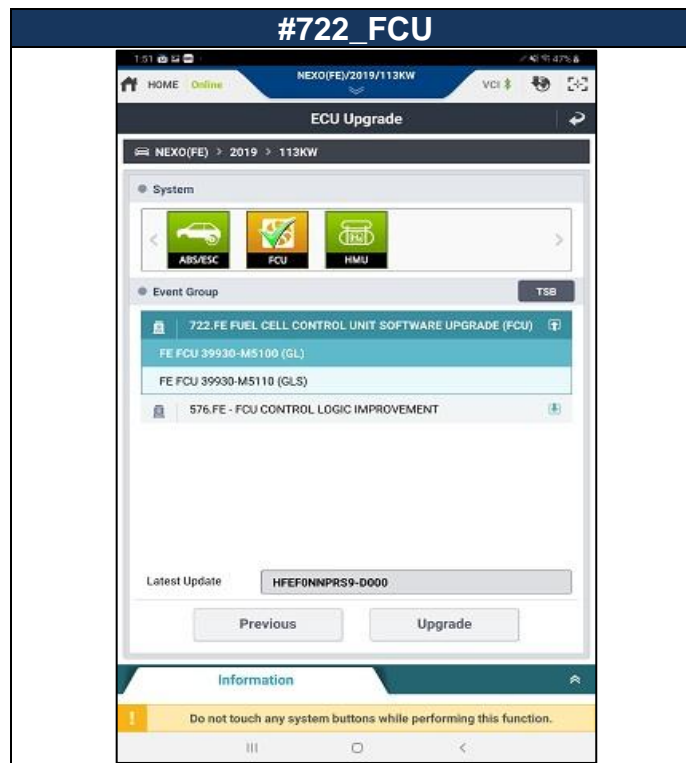 #722_FCU
1:51 47%
HOME Online NEXO(FE)/2019/113KW VCI
ECU Upgrade
NEXO(FE) > 2019 > 113KW
System
< ABS/ESC FCU HMU >
Event Group TSB
722.FE FUEL CELL CONTROL UNIT SOFTWARE UPGRADE (FCU)
FE FCU 39930-M5100 (GL)
FE FCU 39930-M5110 (GLS)
576.FE - FCU CONTROL LOGIC IMPROVEMENT
Latest Update HFEF0NNPRS9-D000
Previous Upgrade
Information
! Do not touch any system buttons while performing this function.